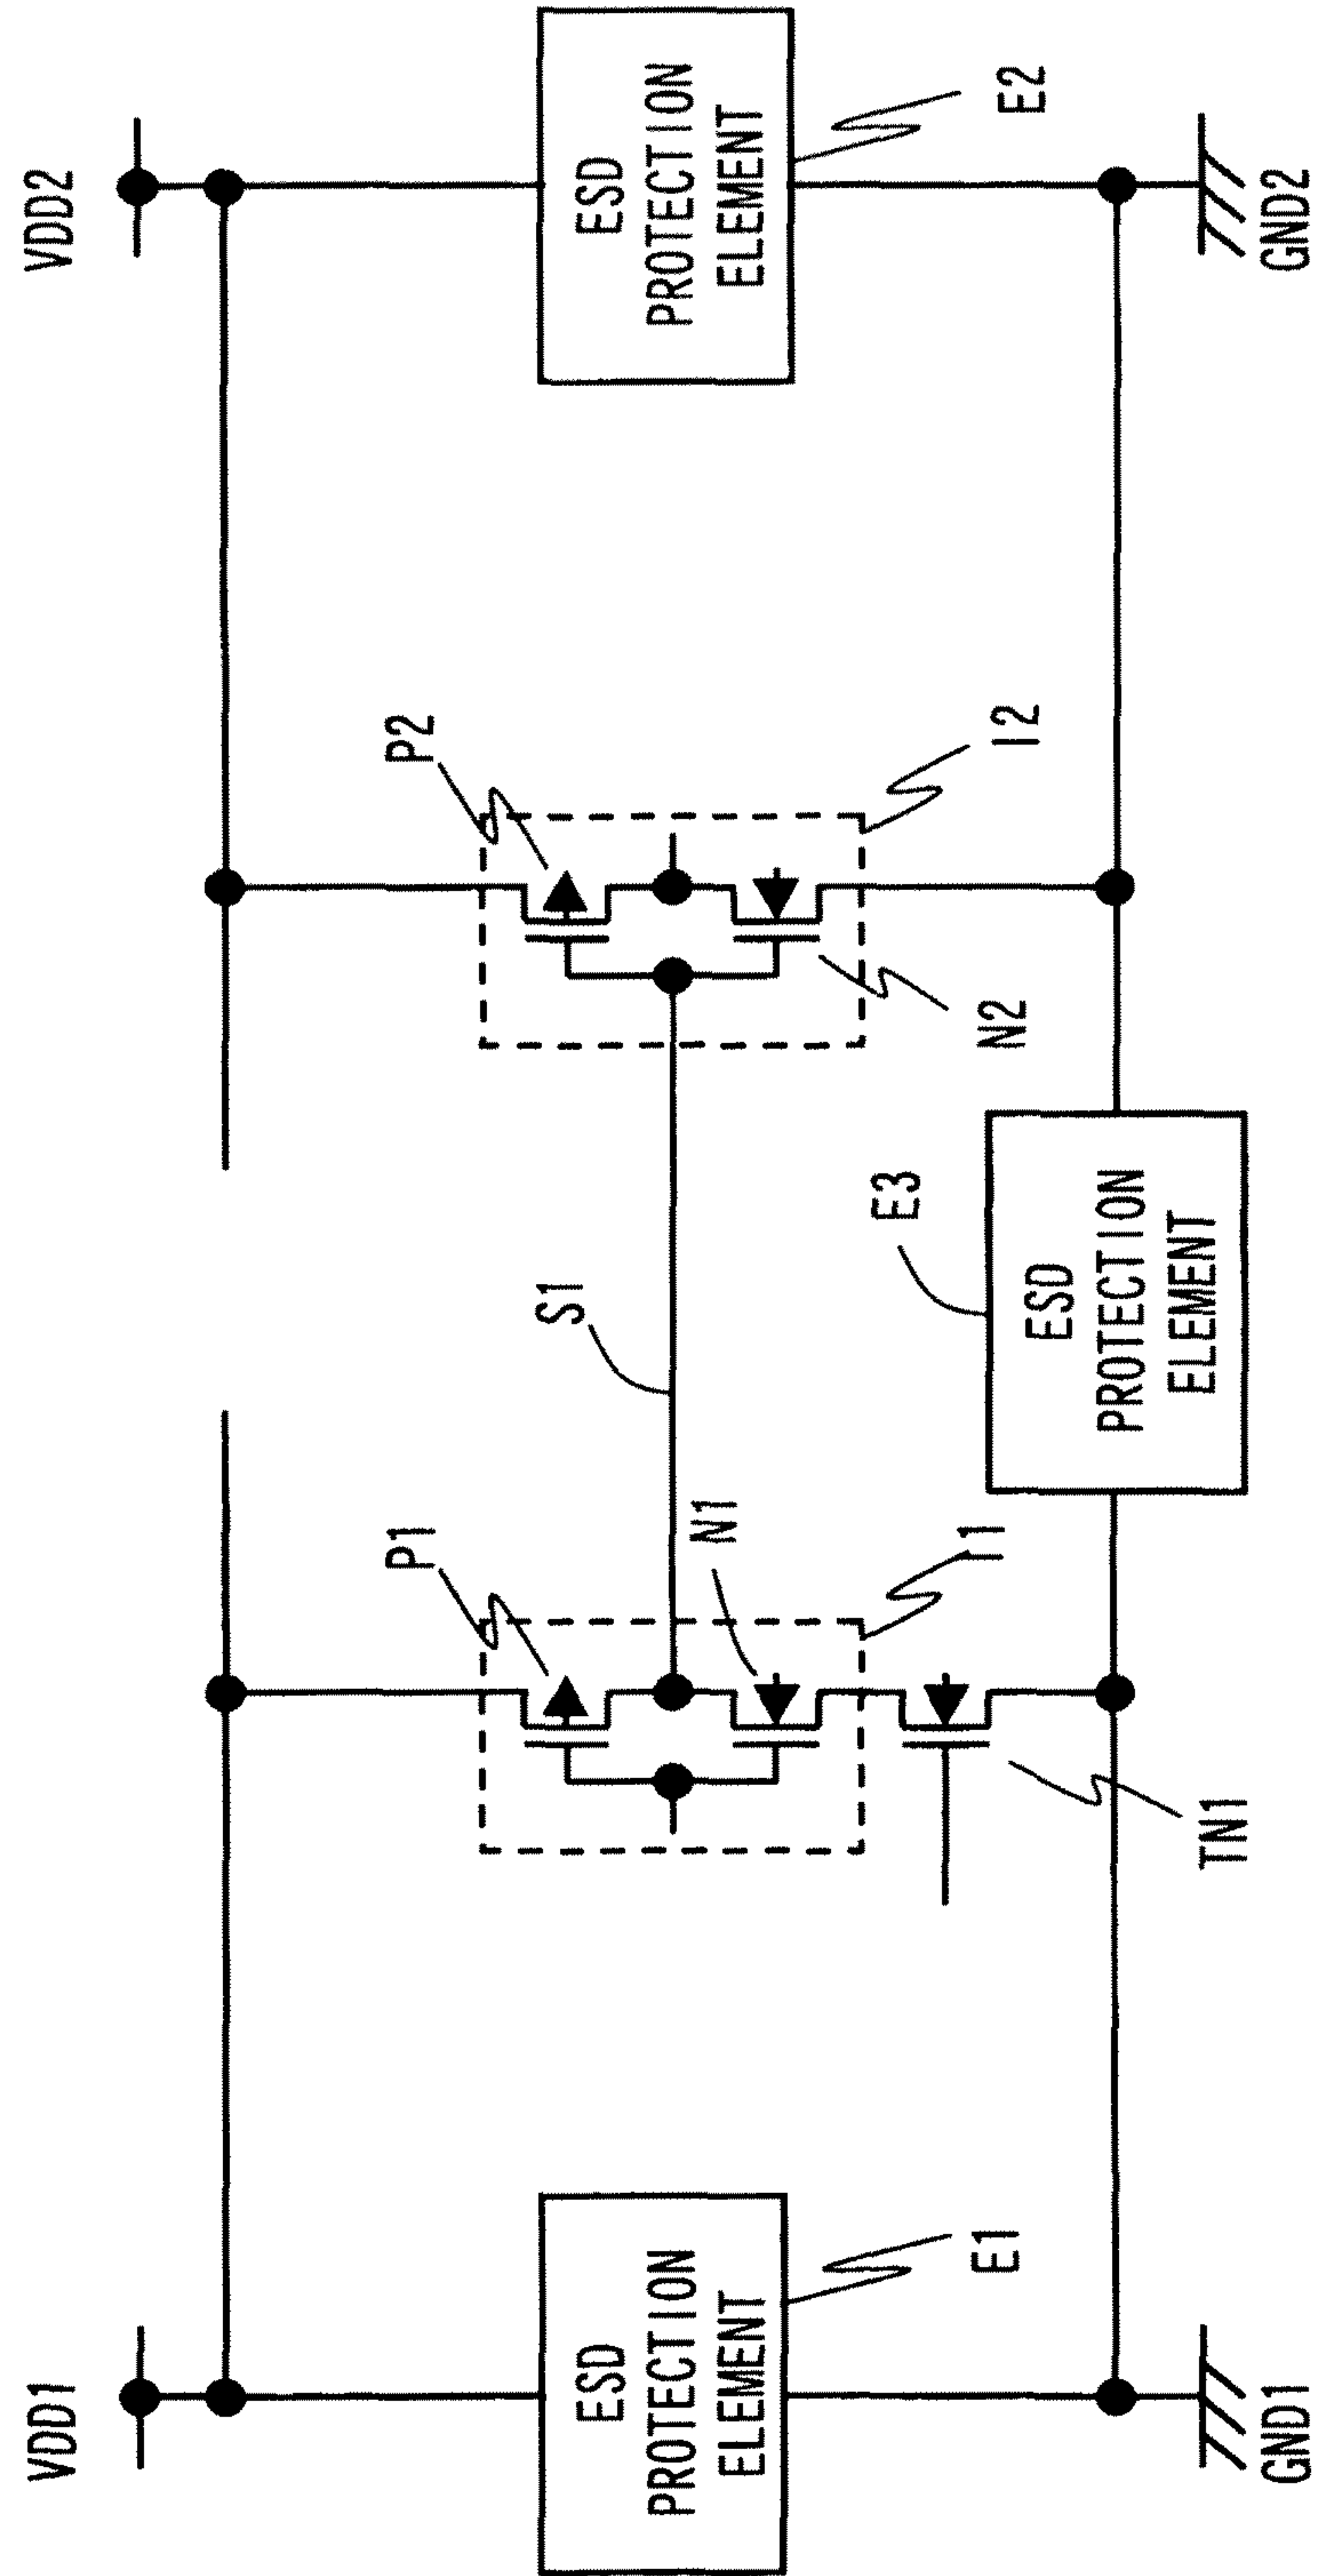 VDD1
VDD2
P1
P2
S1
ESD
PROTECTION
ELEMENT
ESD
PROTECTION
ELEMENT
N1
E3
E1
I1
N2
I2
E2
ESD
PROTECTION
ELEMENT
TN1
GND1
GND2